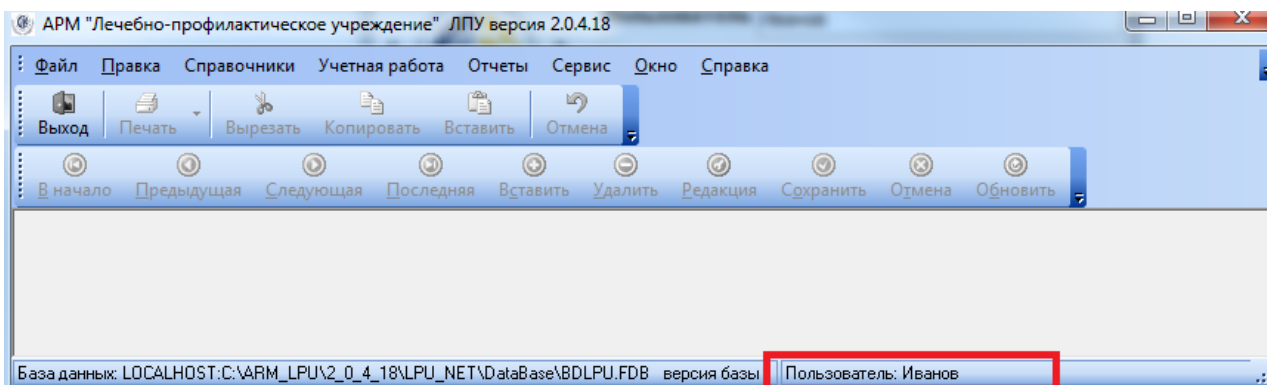 АРМ "Лечебно-профилактическое учреждение" ЛПУ версия 2.0.4.18
Файл Правка Справочники Учетная работа Отчеты Сервис Окно Справка
Выход Печать Вырезать Копировать Вставить Отмена
В начало Предыдущая Следующая Последняя Вставить Удалить Редакция Сохранить Отмена Обновить
База данных: LOCALHOST:C:\ARM_LPU\2_0_4_18\LPU_NET\DataBase\BDLPU.FDB версия базы Пользователь: Иванов